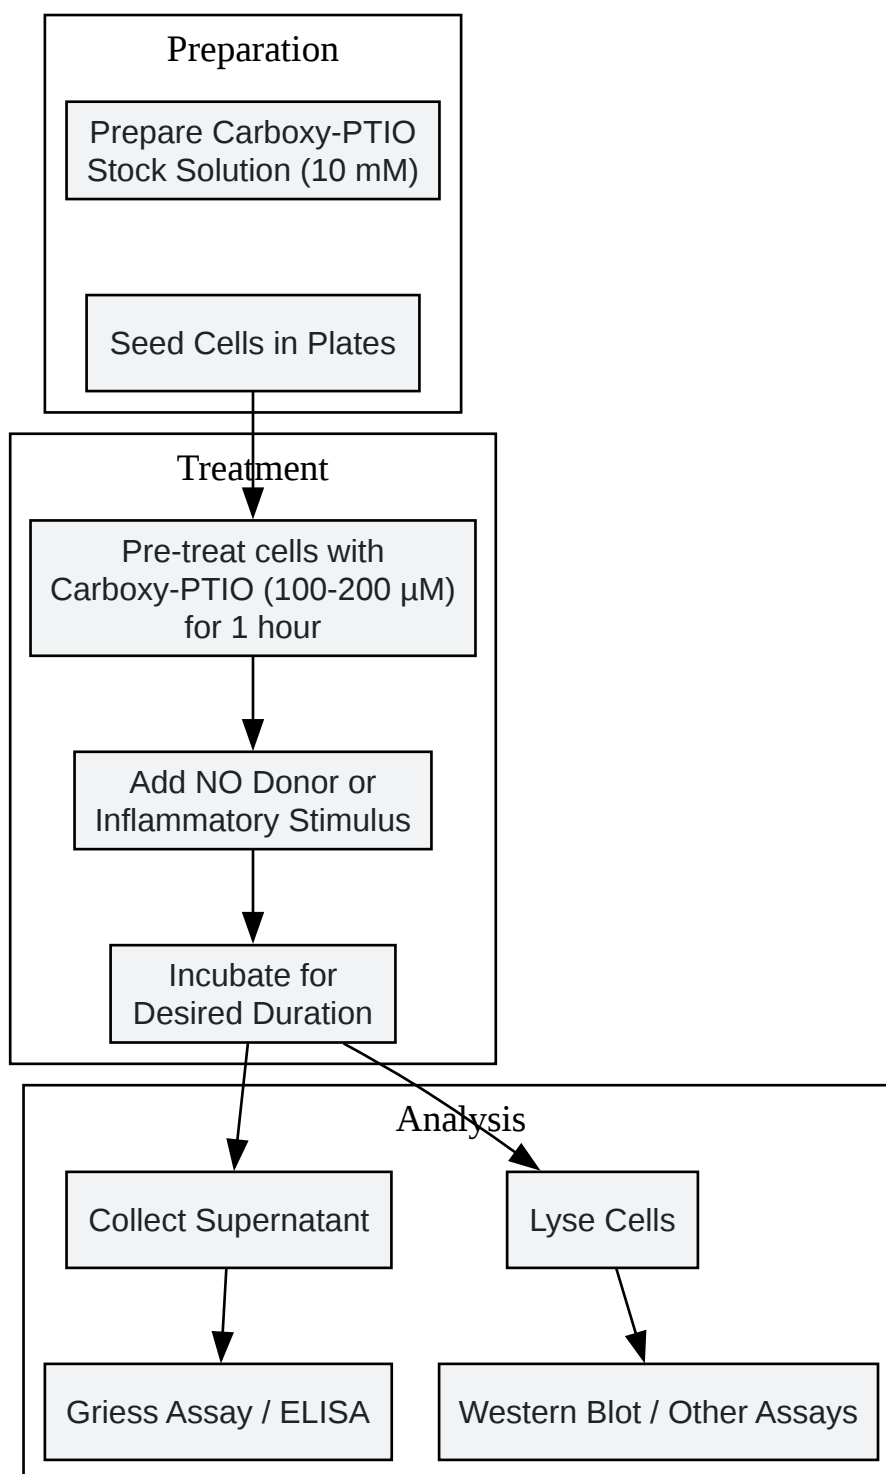 Preparation
Prepare Carboxy-PTIO
Stock Solution (10 mM)
Seed Cells in Plates
Treatment
Pre-treat cells with
Carboxy-PTIO (100-200 µM)
for 1 hour
Add NO Donor or
Inflammatory Stimulus
Incubate for
Desired Duration
Analysis
Collect Supernatant
Lyse Cells
Griess Assay / ELISA
Western Blot / Other Assays